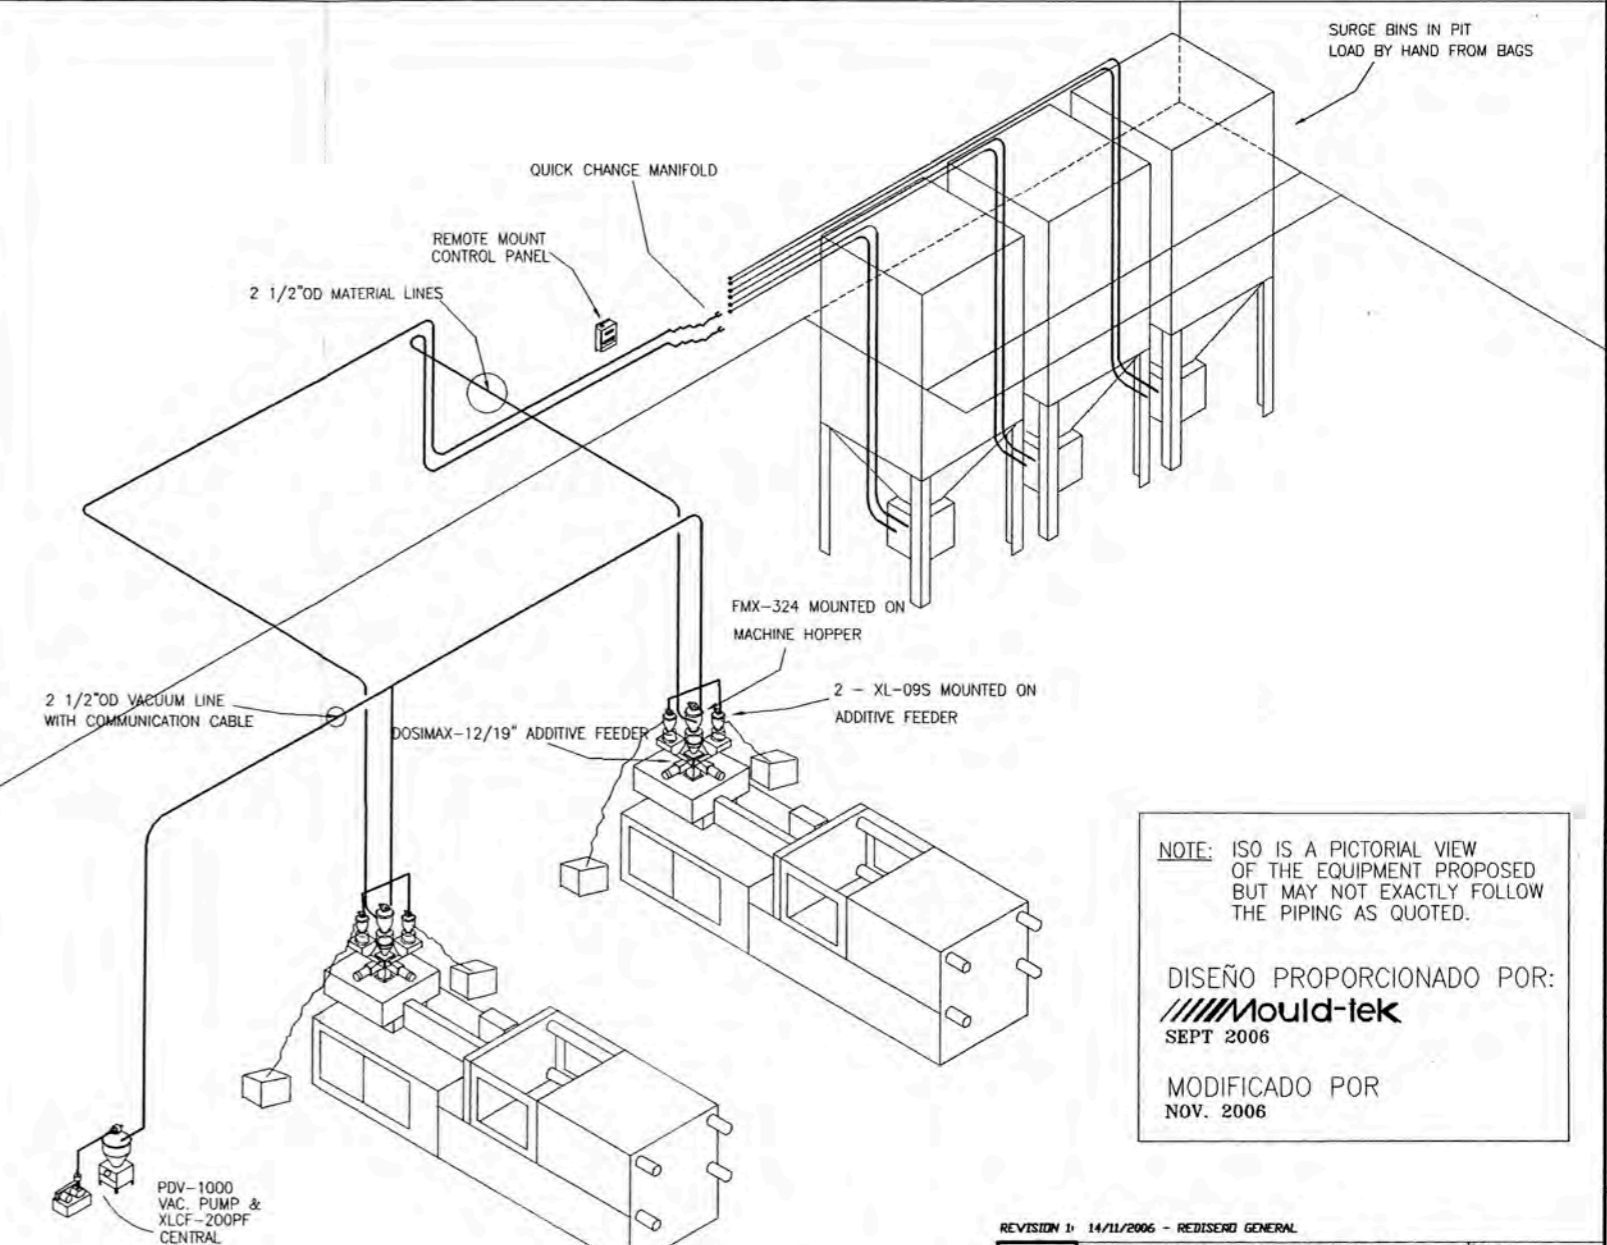 SURGE BINS IN PIT
LOAD BY HAND FROM BAGS
QUICK CHANGE MANIFOLD
REMOTE MOUNT
CONTROL PANEL
2 1/2"OD MATERIAL LINES
FMX-324 MOUNTED ON
MACHINE HOPPER
2 - XL-09S MOUNTED ON
ADDITIVE FEEDER
2 1/2"OD VACUUM LINE
WITH COMMUNICATION CABLE
DOSIMAX-12/19" ADDITIVE FEEDER
NOTE: ISO IS A PICTORIAL VIEW
OF THE EQUIPMENT PROPOSED
BUT MAY NOT EXACTLY FOLLOW
THE PIPING AS QUOTED.
DISEÑO PROPORCIONADO POR:
Mould-tek
SEPT 2006
MODIFICADO POR
NOV. 2006
PDV-1000
VAC. PUMP &
XLCF-200PF
CENTRAL
REVISION 1: 14/11/2006 - REDISEÑO GENERAL